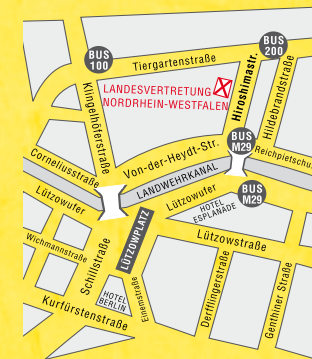 BUS
100
BUS
200
Tiergartenstraße
LANDESVERTRETUNG
NORDRHEIN-WESTFALEN
Hiroshimastr.
Hildebrandstraße
Klingelhöferstraße
Von-der-Heydt-Str.
BUS
M29
Reichpietschu
Corneliusstraße
LANDWEHRKANAL
Lützowufer
Lützowufer
BUS
M29
HOTEL
ESPLANADE
LÜTZOWPLATZ
Lützowstraße
Wichmannstraße
Schillstraße
HOTEL
BERLIN
Einemstraße
Derfflingerstraße
Genthiner Straße
Kurfürstenstraße